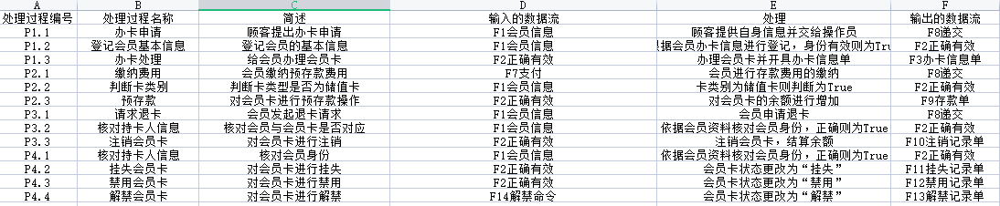 A B C D E F
处理过程编号 处理过程名称 简述 输入的数据流 处理 输出的数据流
P1.1 办卡申请 顾客提出办卡申请 F1会员信息 顾客提供自身信息并交给操作员 F8递交
P1.2 登记会员基本信息 登记会员的基本信息 F1会员信息 据会员办卡信息进行登记，身份有效则为Tru F2正确有效
P1.3 办卡处理 给会员办理会员卡 F2正确有效 办理会员卡并开具办卡信息单 F3办卡信息单
P2.1 缴纳费用 会员缴纳预存款费用 F7支付 会员进行存款费用的缴纳 F8递交
P2.2 判断卡类别 判断卡类型是否为储值卡 F1会员信息 卡类别为储值卡则判断为True F2正确有效
P2.3 预存款 对会员卡进行预存款操作 F2正确有效 对会员卡的余额进行增加 F9存款单
P3.1 请求退卡 会员发起退卡请求 F1会员信息 会员申请退卡 F8递交
P3.2 核对持卡人信息 核对会员与会员卡是否对应 F1会员信息 依据会员资料核对会员身份，正确则为True F2正确有效
P3.3 注销会员卡 对会员卡进行注销 F2正确有效 注销会员卡，结算余额 F10注销记录单
P4.1 核对持卡人信息 核对会员身份 F1会员信息 依据会员资料核对会员身份，正确则为True F2正确有效
P4.2 挂失会员卡 对会员卡进行挂失 F2正确有效 会员卡状态更改为“挂失” F11挂失记录单
P4.3 禁用会员卡 对会员卡进行禁用 F2正确有效 会员卡状态更改为“禁用” F12禁用记录单
P4.4 解禁会员卡 对会员卡进行解禁 F14解禁命令 会员卡状态更改为“解禁” F13解禁记录单